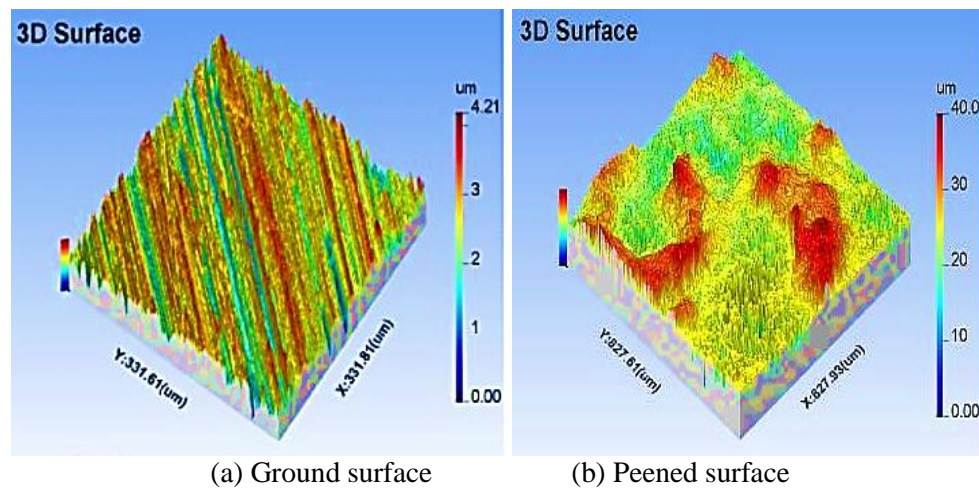 3D Surface
um
4.21
3
2
1
0.00
Y:331.61(um)
X:331.81(um)
3D Surface
um
40.0
30
20
10
0.00
Y:827.61(um)
X:827.93(um)
(a) Ground surface
(b) Peened surface